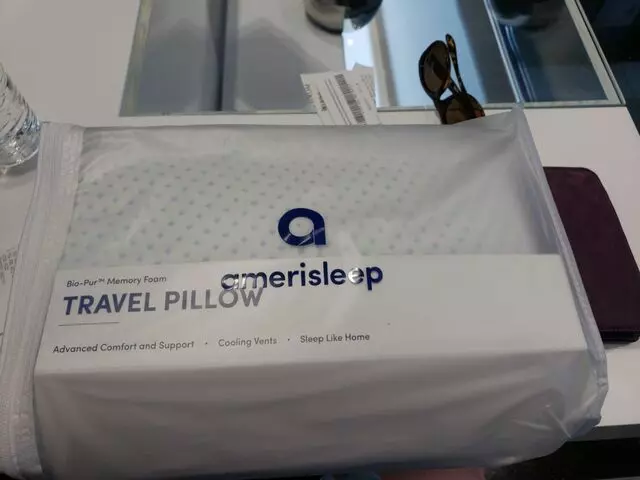 a
amerisleep
Bio-Pur™ Memory Foam
TRAVEL PILLOW
Advanced Comfort and Support • Cooling Vents • Sleep Like Home